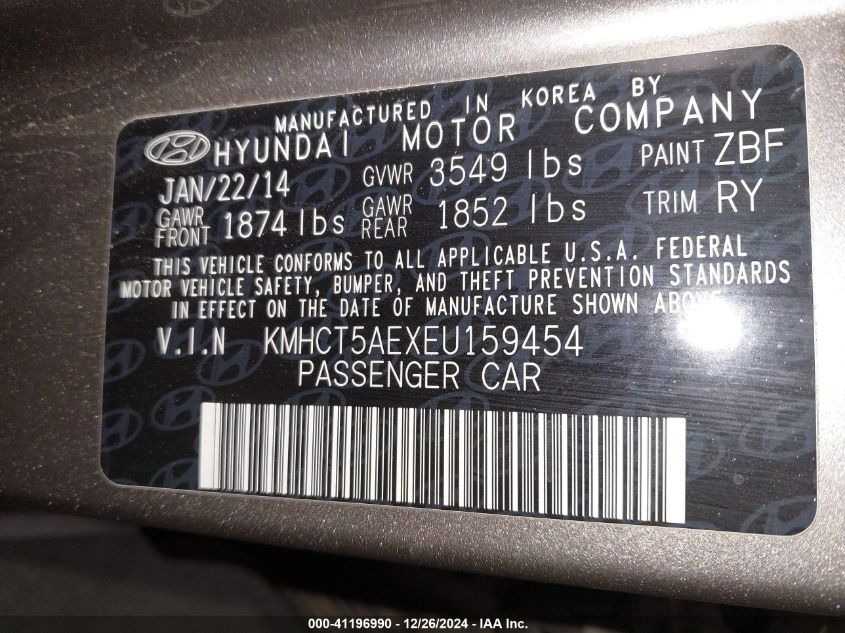 MANUFACTURED IN KOREA BY
HYUNDAI MOTOR COMPANY
JAN/22/14 GVWR 3549 lbs PAINT ZBF
GAWR FRONT 1874 lbs GAWR REAR 1852 lbs TRIM RY
THIS VEHICLE CONFORMS TO ALL APPLICABLE U.S.A. FEDERAL
MOTOR VEHICLE SAFETY, BUMPER, AND THEFT PREVENTION STANDARDS
IN EFFECT ON THE DATE OF MANUFACTURE SHOWN ABOVE
V.I.N KMHCT5AEXEU159454
PASSENGER CAR
000-41196990 - 12/26/2024 - IAA Inc.